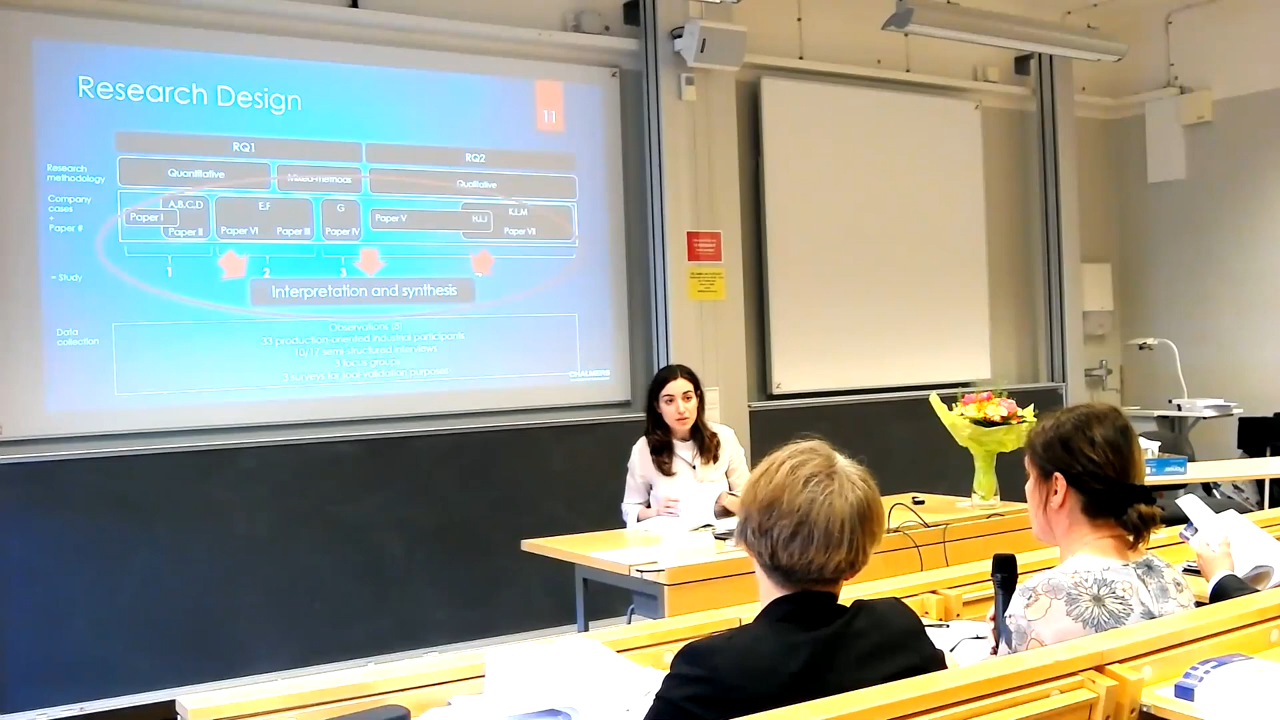 Research Design
11
RQ1
RQ2
Research
methodology
Quantitative
Mixed-methods
Qualitative
Company
cases
+
Paper #
A,B,C,D
E,F
G
H,I,J
K,L,M
Paper I
Paper II
Paper VI
Paper III
Paper IV
Paper V
Paper VII
= Study
1
2
3
Interpretation and synthesis
Data
collection
Observations (5)
33 production-oriented industrial participants
semi structured interviews
3 focus groups
3 surveys for
validation purposes
CHALMERS